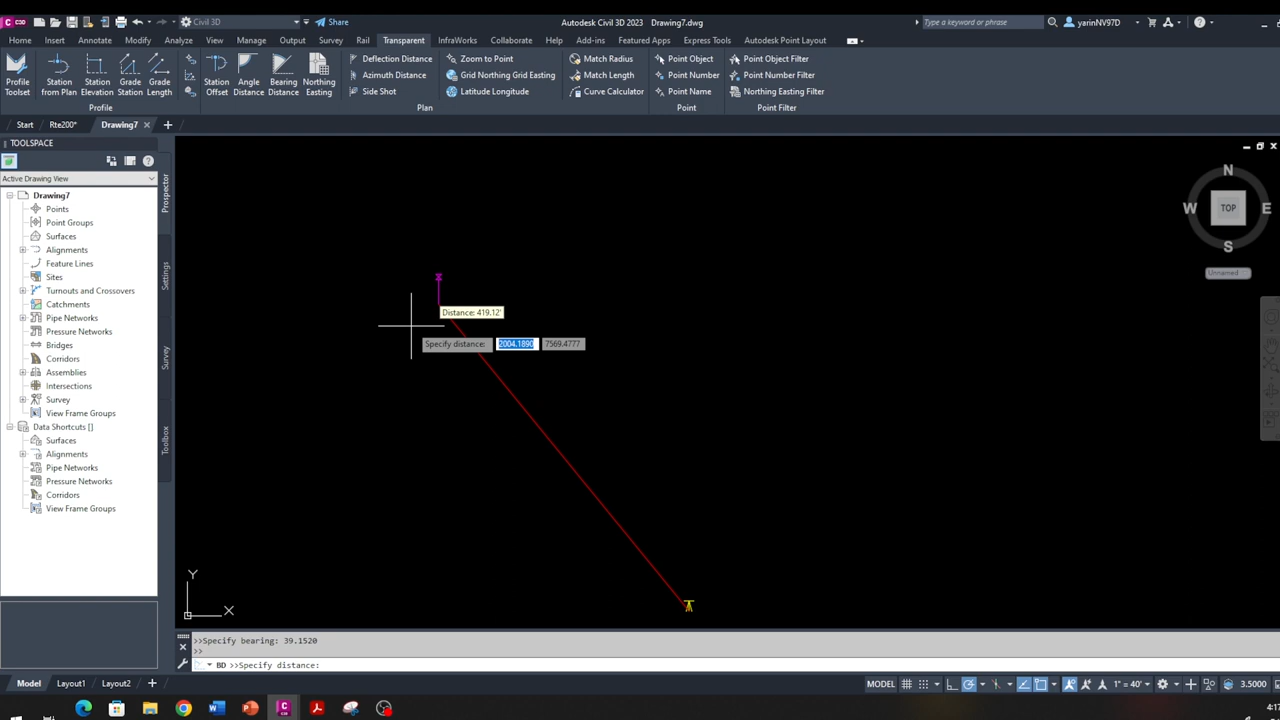 C3D Civil 3D Share Autodesk Civil 3D 2023 Drawing7.dwg Type a keyword or phrase yarinNV97D
Home Insert Annotate Modify Analyze View Manage Output Survey Rail Transparent InfraWorks Collaborate Help Add-ins Featured Apps Express Tools Autodesk Point Layout
Profile Toolset
Station from Plan
Station Elevation
Grade Station
Grade Length
Profile
Station Offset
Angle Distance
Bearing Distance
Northing Easting
Deflection Distance
Azimuth Distance
Side Shot
Zoom to Point
Grid Northing Grid Easting
Latitude Longitude
Match Radius
Match Length
Curve Calculator
Plan
Point Object
Point Number
Point Name
Point
Point Object Filter
Point Number Filter
Northing Easting Filter
Point Filter
Start Rte200* Drawing7
TOOLSPACE
Active Drawing View
Drawing7
Points
Point Groups
Surfaces
Alignments
Feature Lines
Sites
Turnouts and Crossovers
Catchments
Pipe Networks
Pressure Networks
Bridges
Corridors
Assemblies
Intersections
Survey
View Frame Groups
Data Shortcuts []
Surfaces
Alignments
Pipe Networks
Pressure Networks
Corridors
View Frame Groups
Prospector
Settings
Survey
Toolbox
N
W TOP E
S
Unnamed
Distance: 419.12'
Specify distance: 2004.1890 7569.4777
Y
X
>>Specify bearing: 39.1520
>>
BD >>Specify distance:
Model Layout1 Layout2 MODEL 1" = 40' 3.5000
4:17